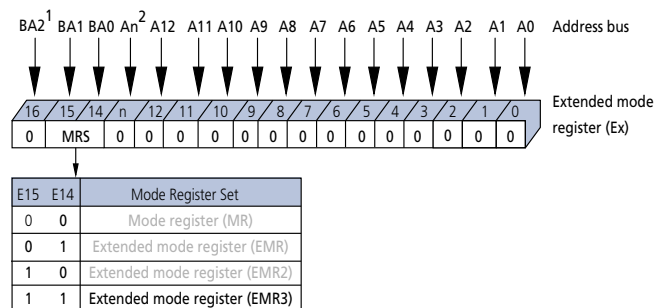 BA2¹ BA1 BA0 An² A12 A11 A10 A9 A8 A7 A6 A5 A4 A3 A2 A1 A0 Address bus
16 15 14 n 12 11 10 9 8 7 6 5 4 3 2 1 0 Extended mode
register (Ex)
0 MRS 0 0 0 0 0 0 0 0 0 0 0 0 0 0
E15 E14 Mode Register Set
0 0 Mode register (MR)
0 1 Extended mode register (EMR)
1 0 Extended mode register (EMR2)
1 1 Extended mode register (EMR3)